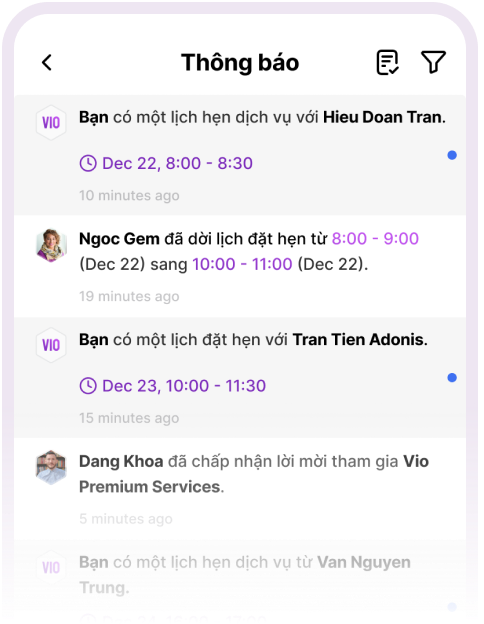 Thông báo
VIO
Bạn có một lịch hẹn dịch vụ với Hieu Doan Tran.
Dec 22, 8:00 - 8:30
10 minutes ago
Ngoc Gem đã dời lịch đặt hẹn từ 8:00 - 9:00
(Dec 22) sang 10:00 - 11:00 (Dec 22).
19 minutes ago
VIO
Bạn có một lịch đặt hẹn với Tran Tien Adonis.
Dec 23, 10:00 - 11:30
15 minutes ago
Dang Khoa đã chấp nhận lời mời tham gia Vio
Premium Services.
5 minutes ago
VIO
Bạn có một lịch hẹn dịch vụ từ Van Nguyen
Trung.